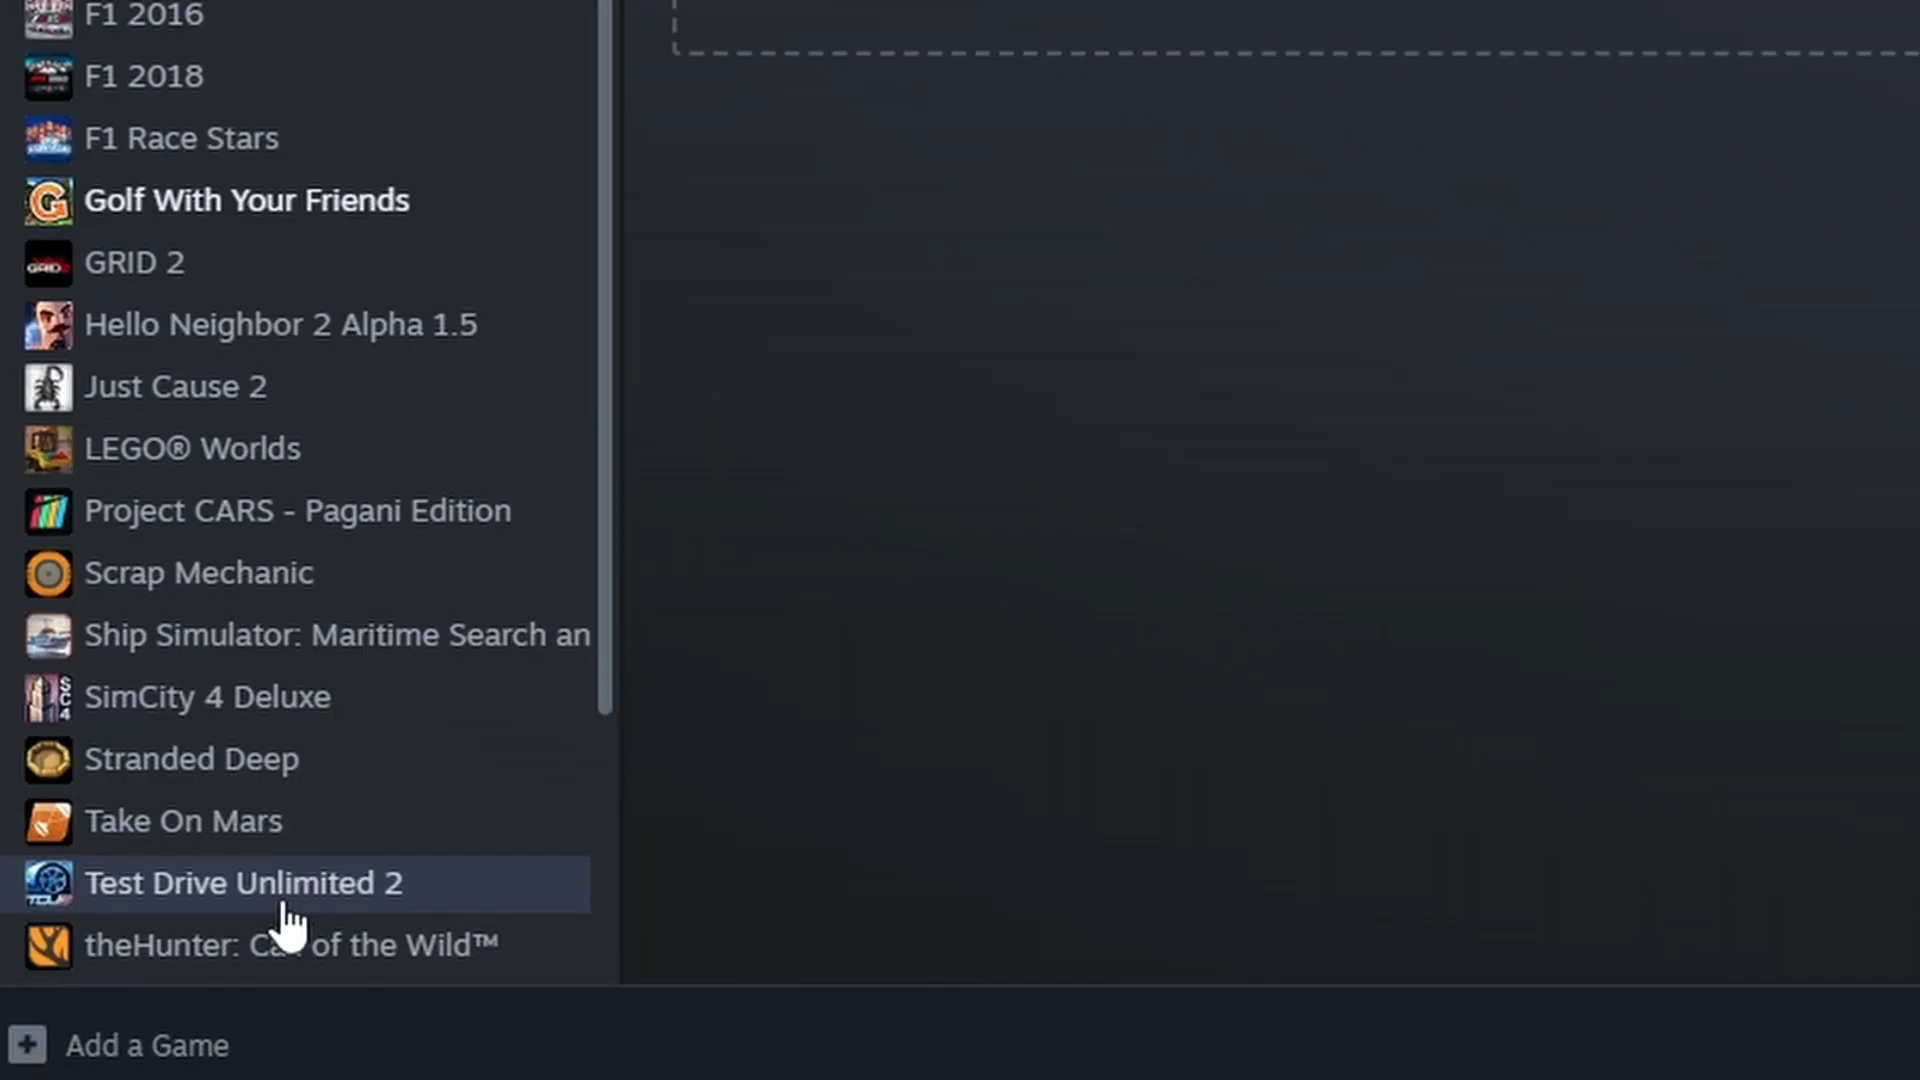 F1 2016
F1 2018
F1 Race Stars
Golf With Your Friends
GRID 2
Hello Neighbor 2 Alpha 1.5
Just Cause 2
LEGO® Worlds
Project CARS - Pagani Edition
Scrap Mechanic
Ship Simulator: Maritime Search an
SimCity 4 Deluxe
Stranded Deep
Take On Mars
Test Drive Unlimited 2
theHunter: Call of the Wild™
Add a Game